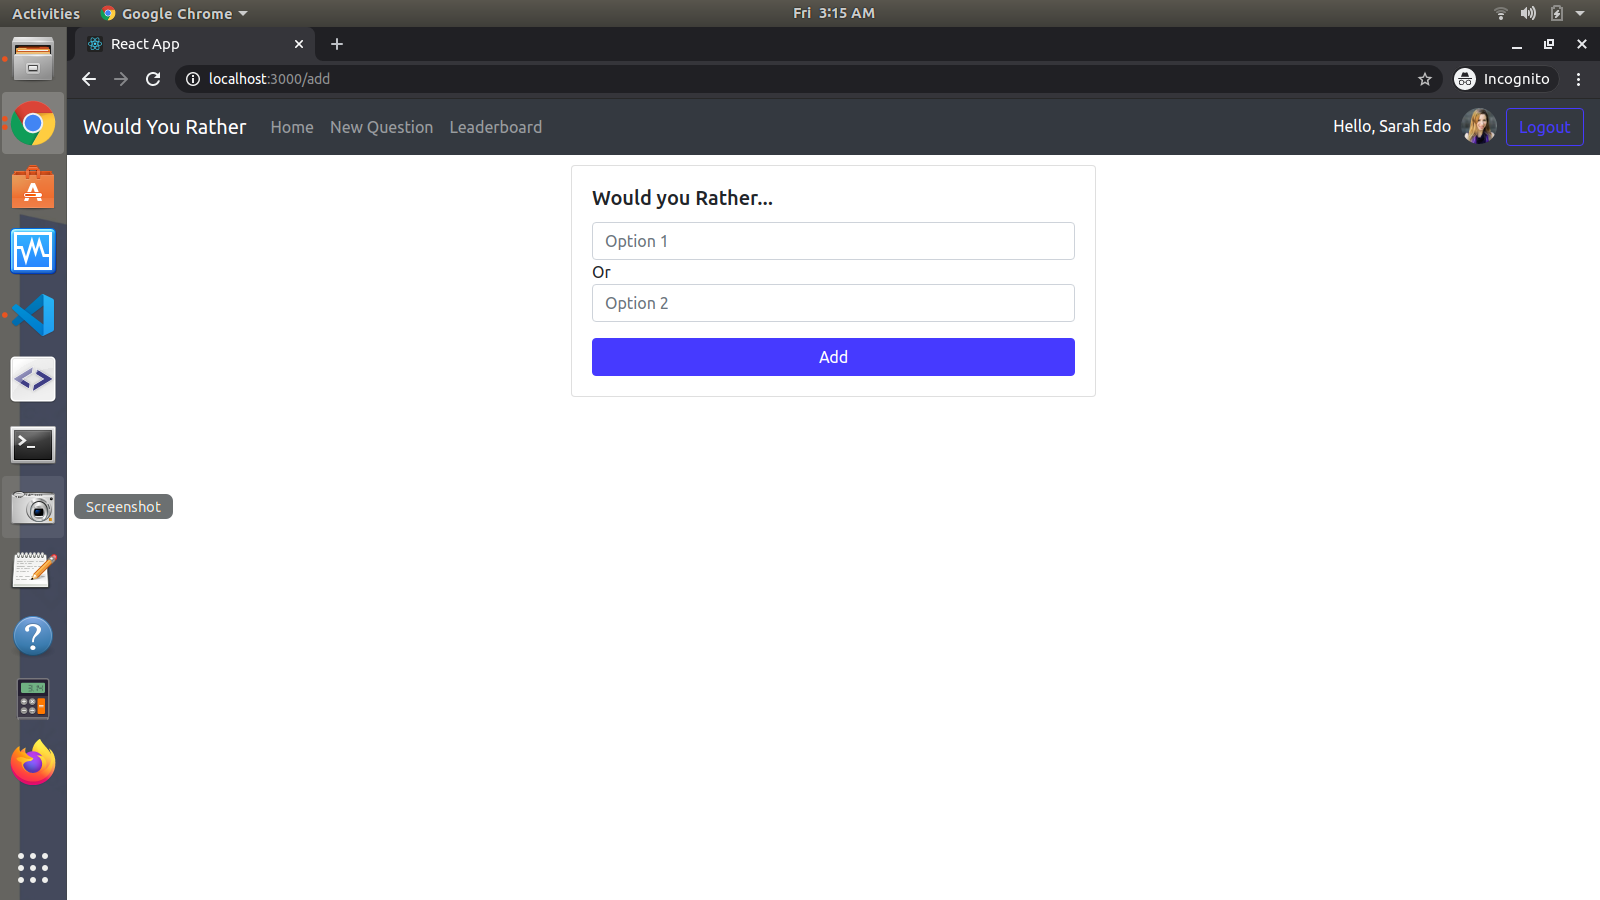 Activities Google Chrome Fri 3:15 AM
React App
localhost:3000/add Incognito
Would You Rather Home New Question Leaderboard Hello, Sarah Edo Logout
Would you Rather...
Option 1
Or
Option 2
Add
Screenshot